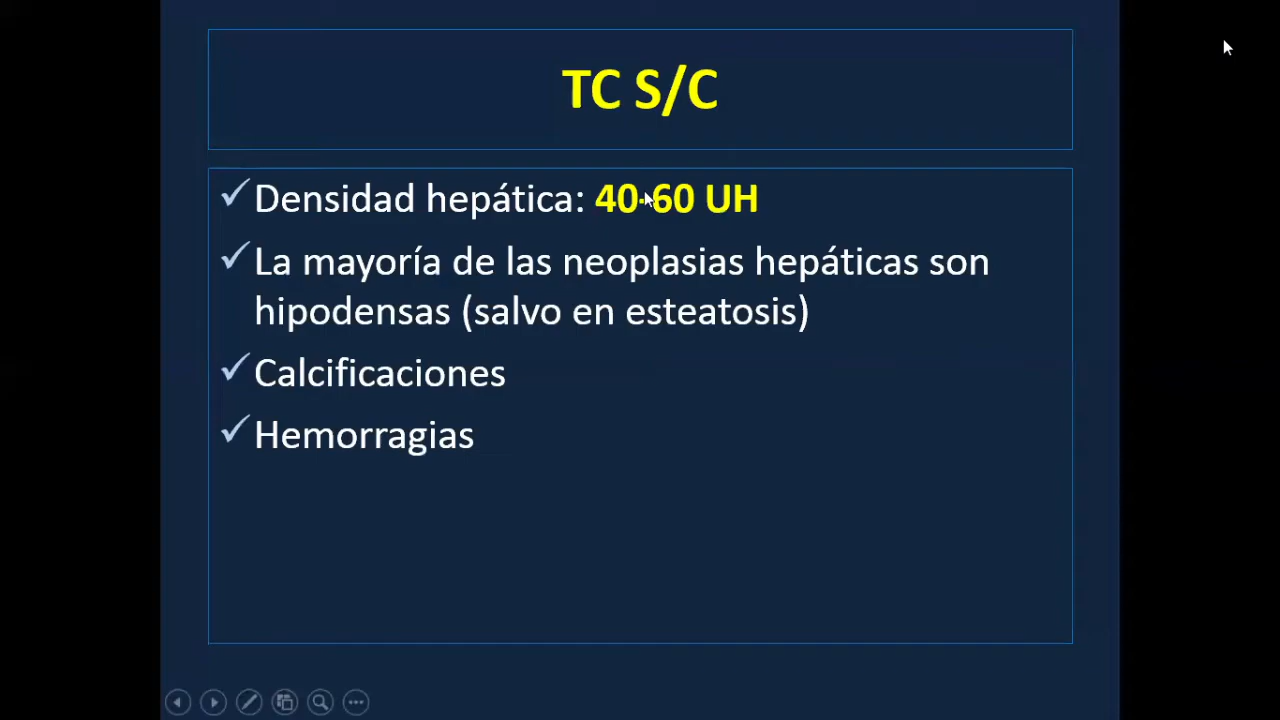 TC S/C
✓ Densidad hepática: 40-60 UH
✓ La mayoría de las neoplasias hepáticas son
hipodensas (salvo en esteatosis)
✓ Calcificaciones
✓ Hemorragias